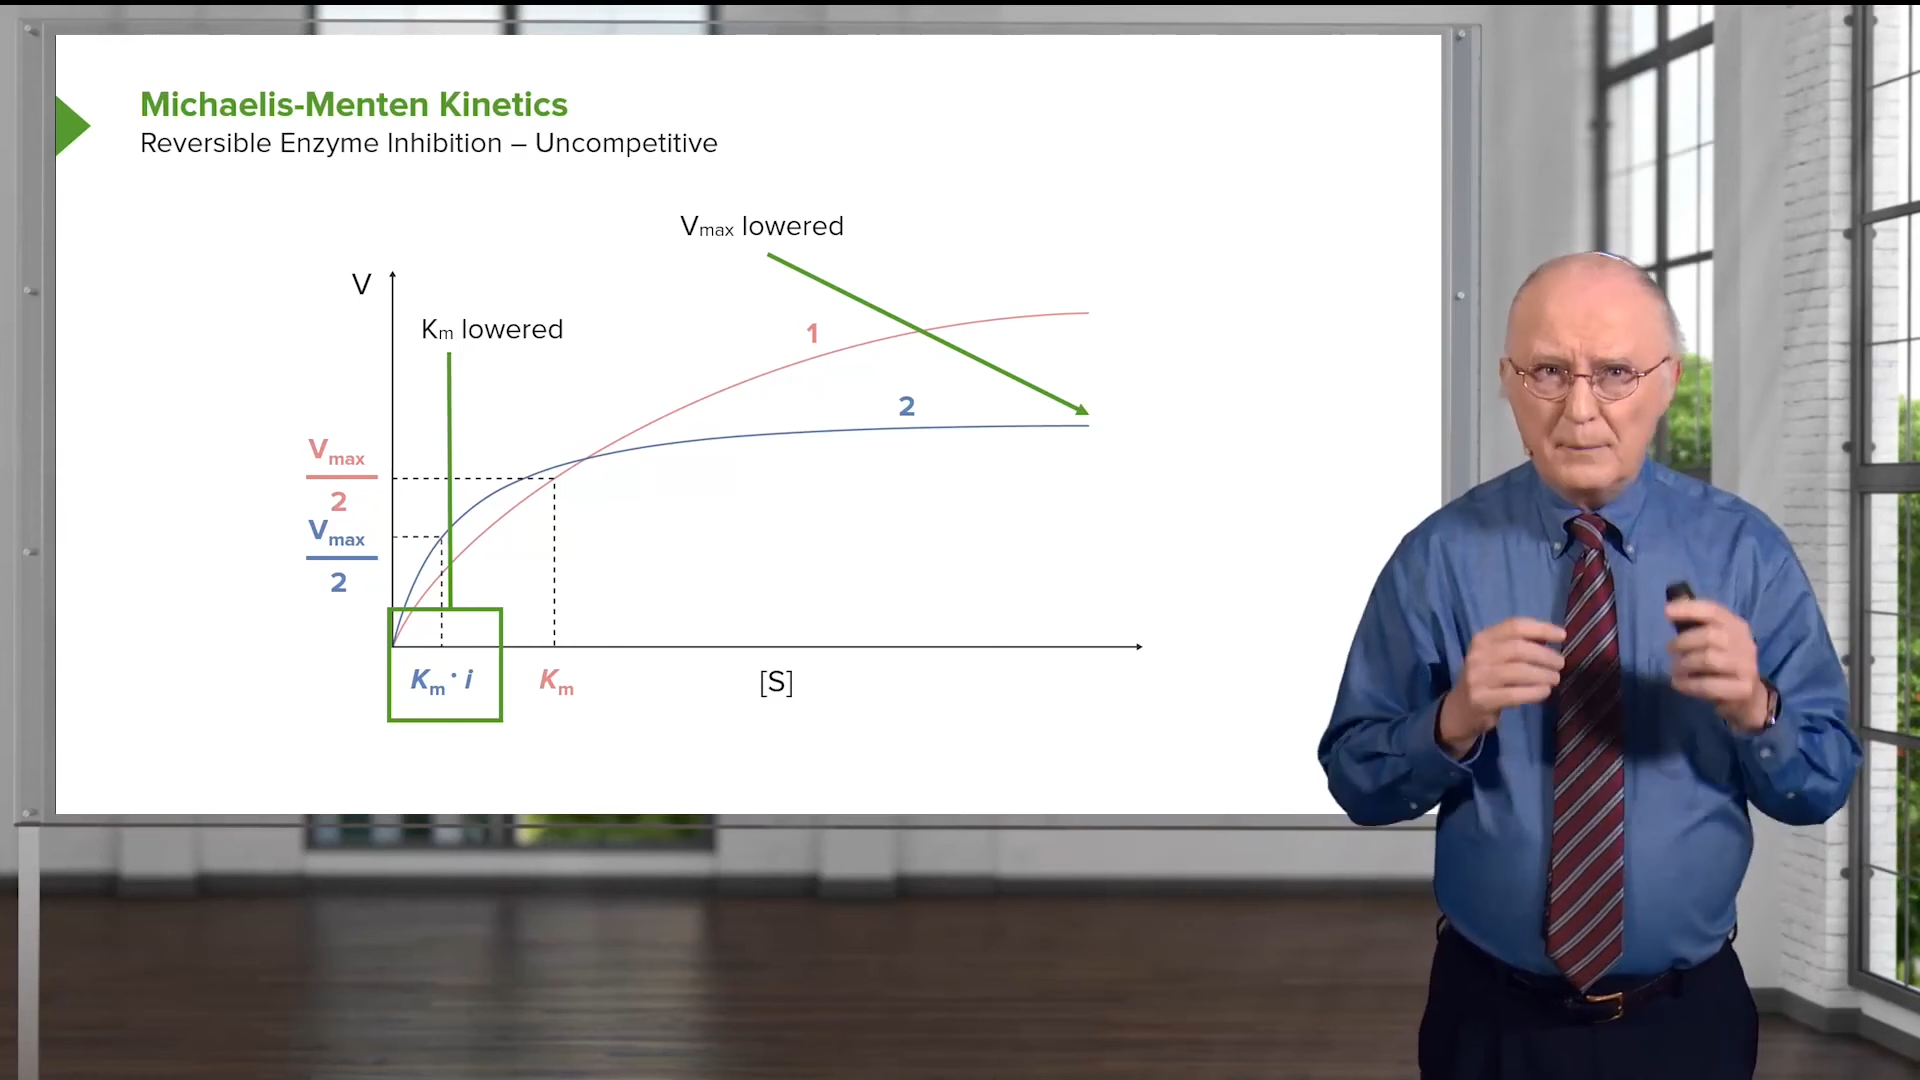 Michaelis-Menten Kinetics
Reversible Enzyme Inhibition – Uncompetitive
Vmax lowered
V
Km lowered
1
2
Vmax
2
Vmax
2
Km · i
Km
[S]